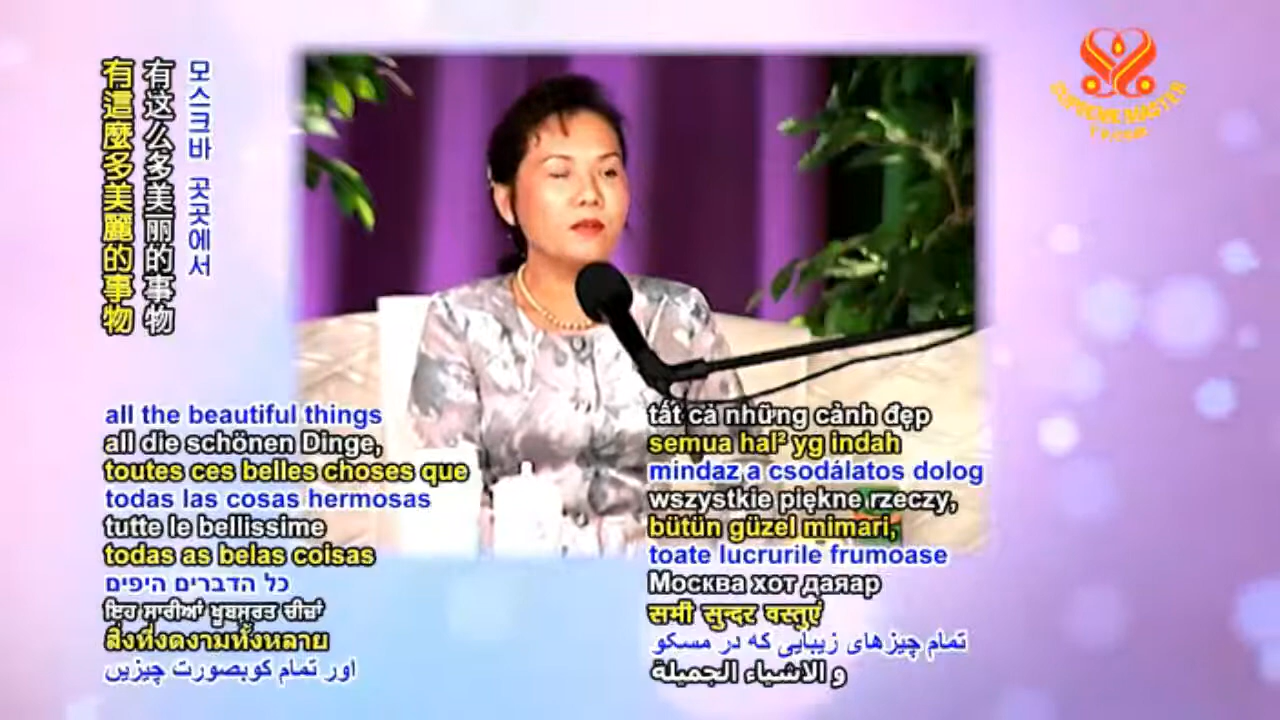 有這麼多美麗的事物
有这么多美丽的事物
모스크바 곳곳에서
SUPREME MASTER
TV.com
all the beautiful things
all die schönen Dinge,
toutes ces belles choses que
todas las cosas hermosas
tutte le bellissime
todas as belas coisas
כל הדברים היפים
ਇਹ ਸਾਰੀਆਂ ਖੂਬਸੂਰਤ ਚੀਜ਼ਾਂ
สิ่งที่งดงามทั้งหลาย
اور تمام کوبصورت چیزیں
tất cả những cảnh đẹp
semua hal² yg indah
mindaz a csodálatos dolog
wszystkie piękne rzeczy,
bütün güzel mimari,
toate lucrurile frumoase
Москва хот даяар
सभी सुन्दर वस्तुएं
تمام چیزهای زیبایی که در مسکو
و الاشياء الجميلة